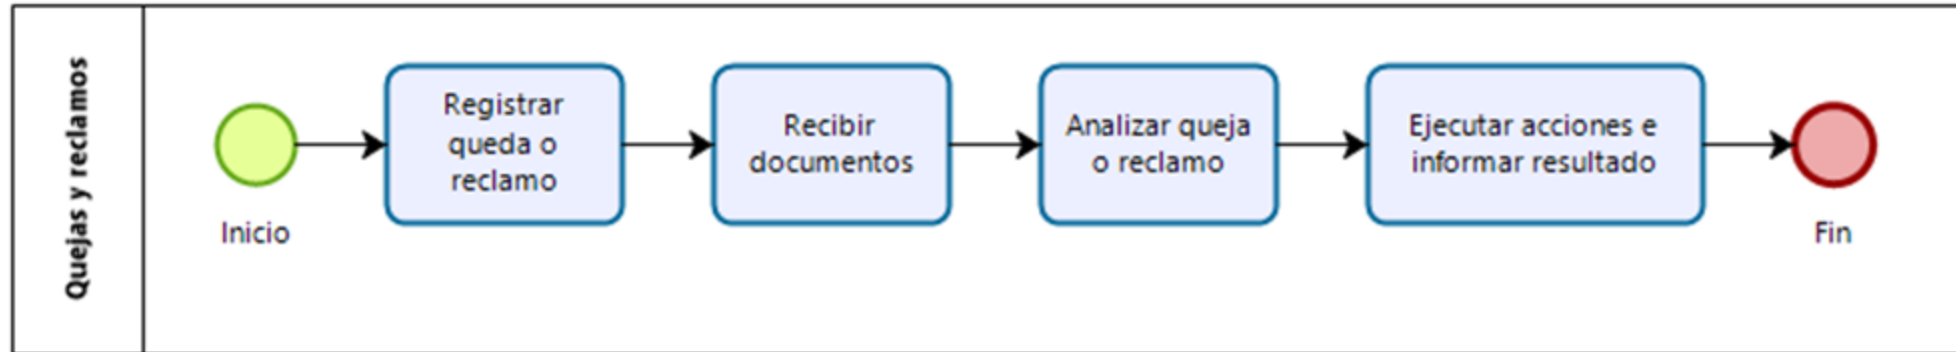 Quejas y reclamos
Inicio
Registrar
queda o
reclamo
Recibir
documentos
Analizar queja
o reclamo
Ejecutar acciones e
informar resultado
Fin